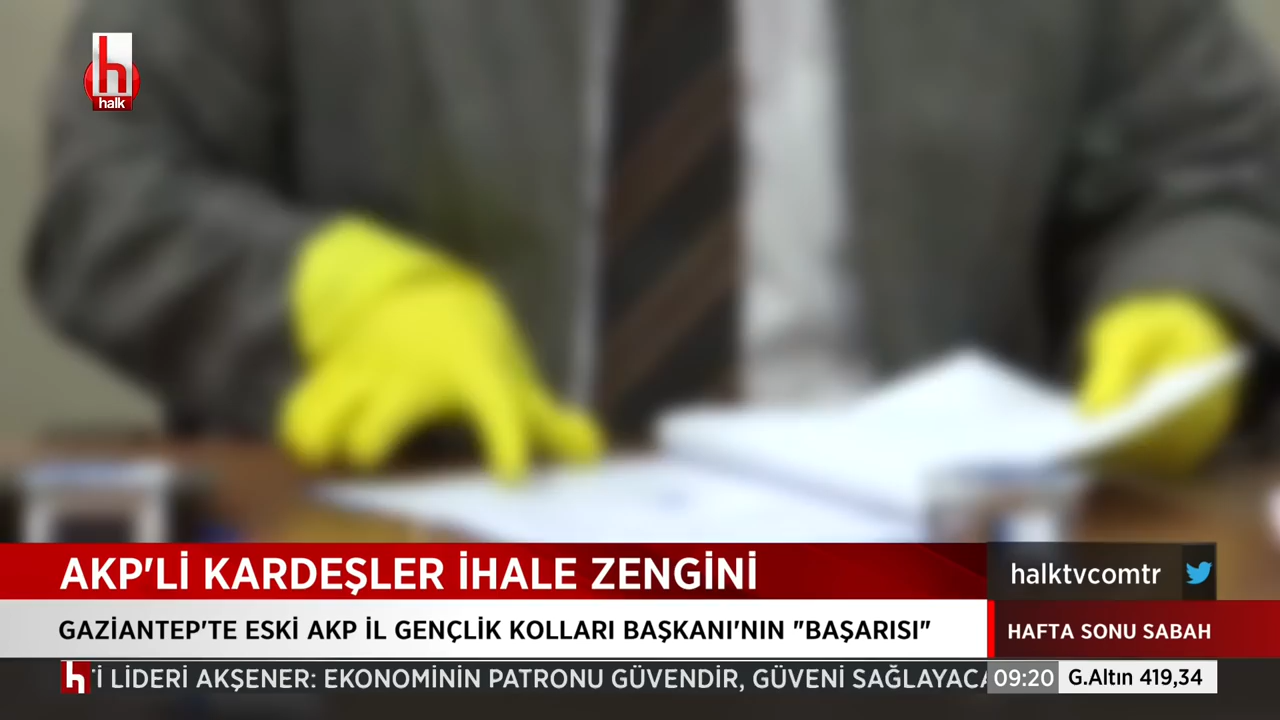 h
halk
AKP'Lİ KARDEŞLER İHALE ZENGİNİ
halktvcomtr
GAZİANTEP'TE ESKİ AKP İL GENÇLİK KOLLARI BAŞKANI'NIN "BAŞARISI"
HAFTA SONU SABAH
h Tİ LİDERİ AKŞENER: EKONOMİNİN PATRONU GÜVENDİR, GÜVENİ SAĞLAYACA 09:20 G.Altın 419,34